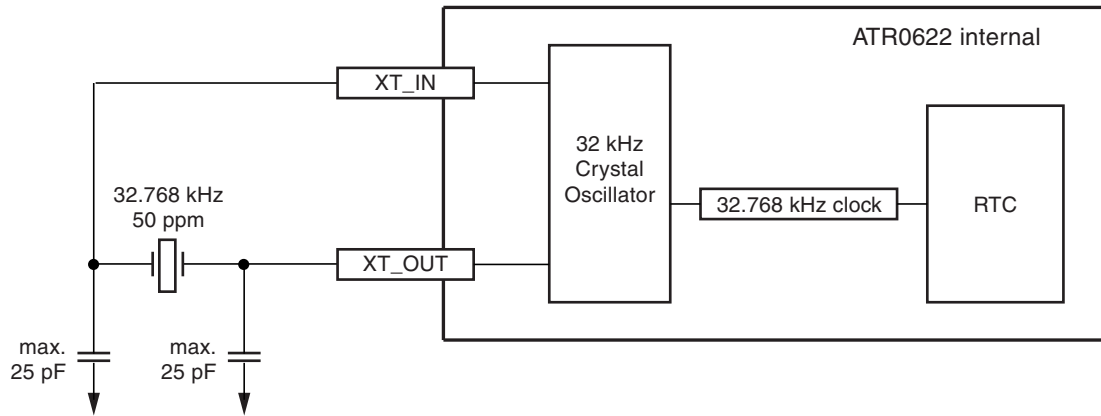 ATR0622 internal
XT_IN
32 kHz
Crystal
Oscillator
32.768 kHz clock
RTC
32.768 kHz
50 ppm
XT_OUT
max.
25 pF
max.
25 pF